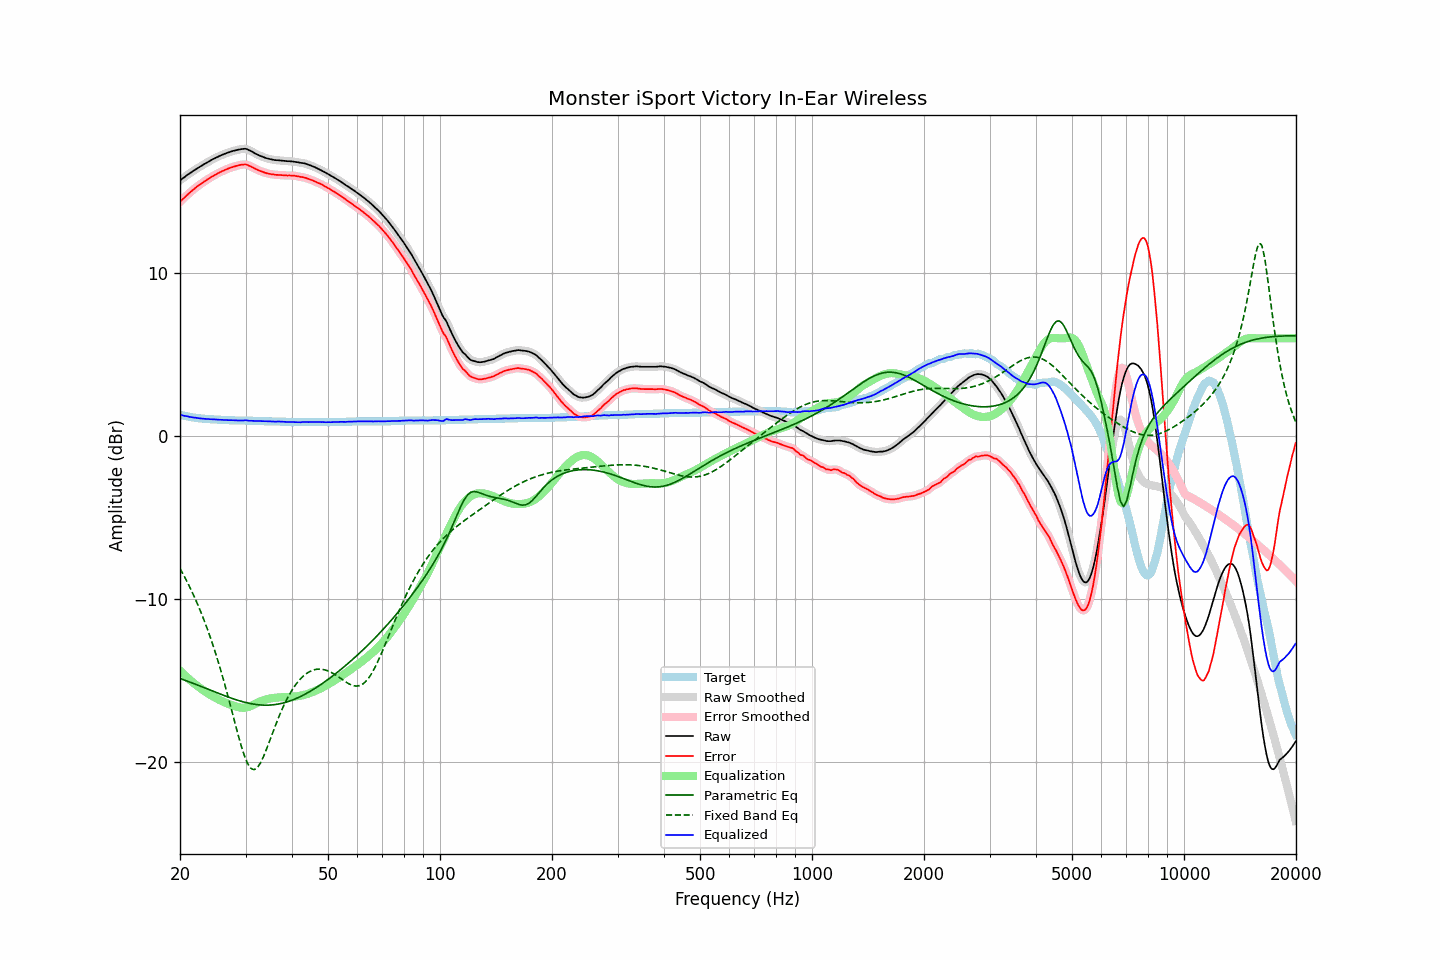 Monster iSport Victory In-Ear Wireless
Amplitude (dBr)
10
0
−10
−20
Target
Raw Smoothed
Error Smoothed
Raw
Error
Equalization
Parametric Eq
Fixed Band Eq
Equalized
20 50 100 200 500 1000 2000 5000 10000 20000
Frequency (Hz)